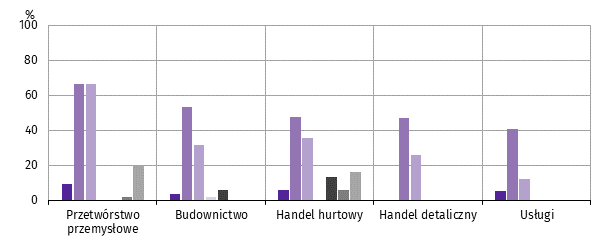 %
100
80
60
40
20
0
Przetwórstwo przemysłowe
Budownictwo
Handel hurtowy
Handel detaliczny
Usługi